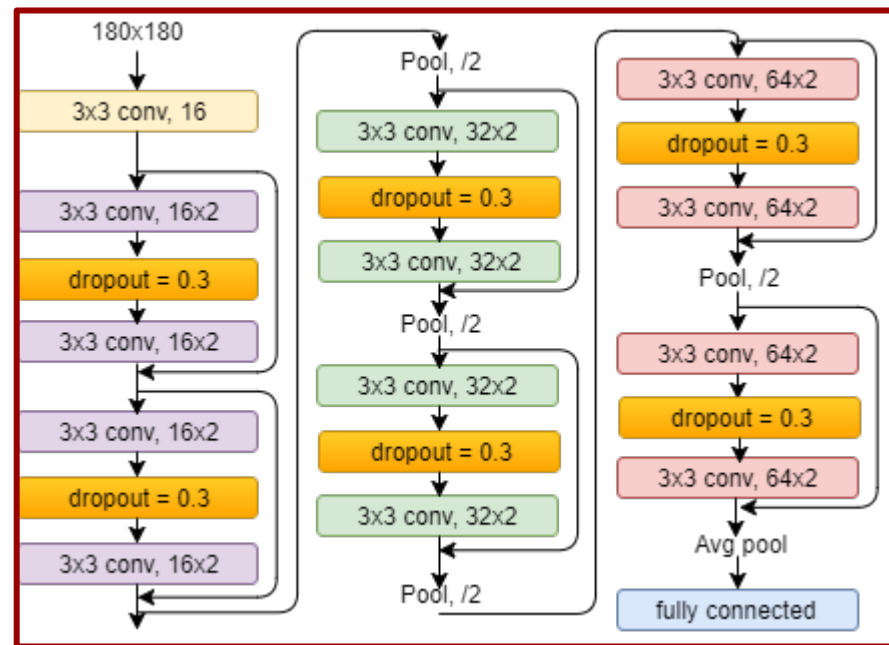 180x180
3x3 conv, 16
3x3 conv, 16x2
dropout = 0.3
3x3 conv, 16x2
3x3 conv, 16x2
dropout = 0.3
3x3 conv, 16x2
Pool, /2
3x3 conv, 32x2
dropout = 0.3
3x3 conv, 32x2
Pool, /2
3x3 conv, 32x2
dropout = 0.3
3x3 conv, 32x2
Pool, /2
3x3 conv, 64x2
dropout = 0.3
3x3 conv, 64x2
Pool, /2
3x3 conv, 64x2
dropout = 0.3
3x3 conv, 64x2
Avg pool
fully connected